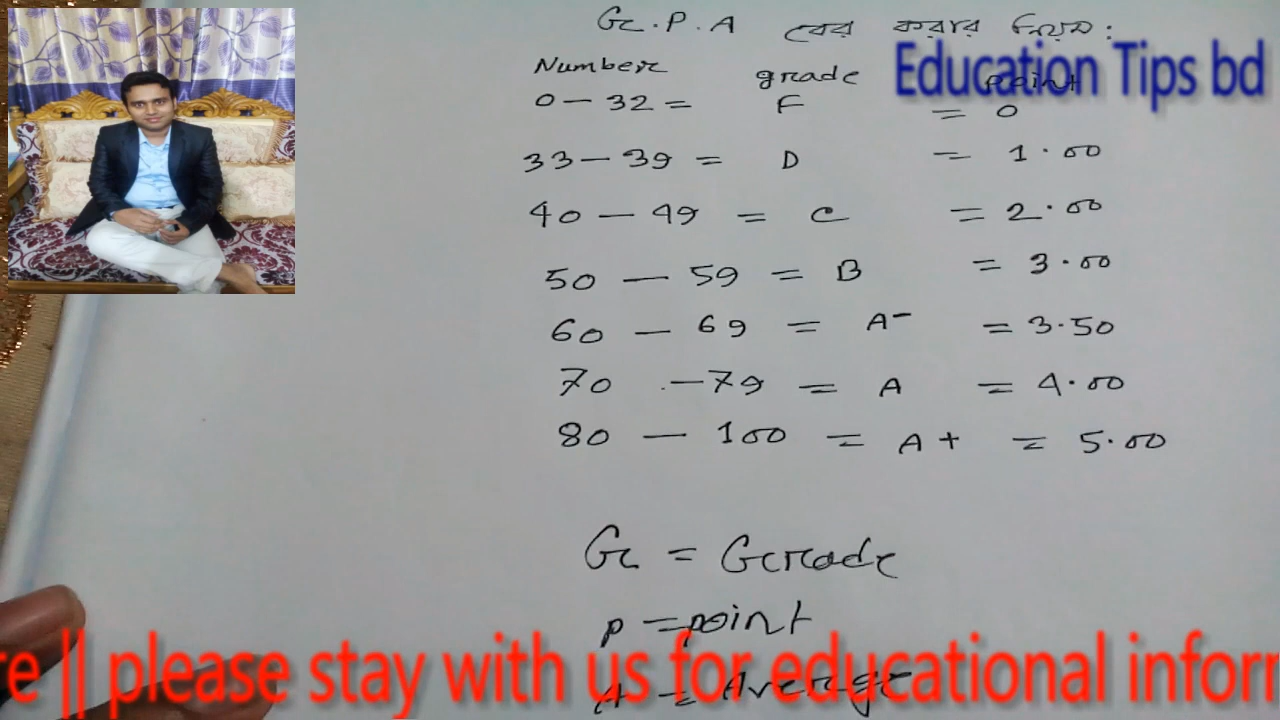 G.P.A বের করার নিয়ম:
Education Tips bd
Number grade point
0 - 32 = F = 0
33 - 39 = D = 1.00
40 - 49 = C = 2.00
50 - 59 = B = 3.00
60 - 69 = A- = 3.50
70 - 79 = A = 4.00
80 - 100 = A+ = 5.00
G = Grade
P = point
re || please stay with us for educational inforr
A = Average